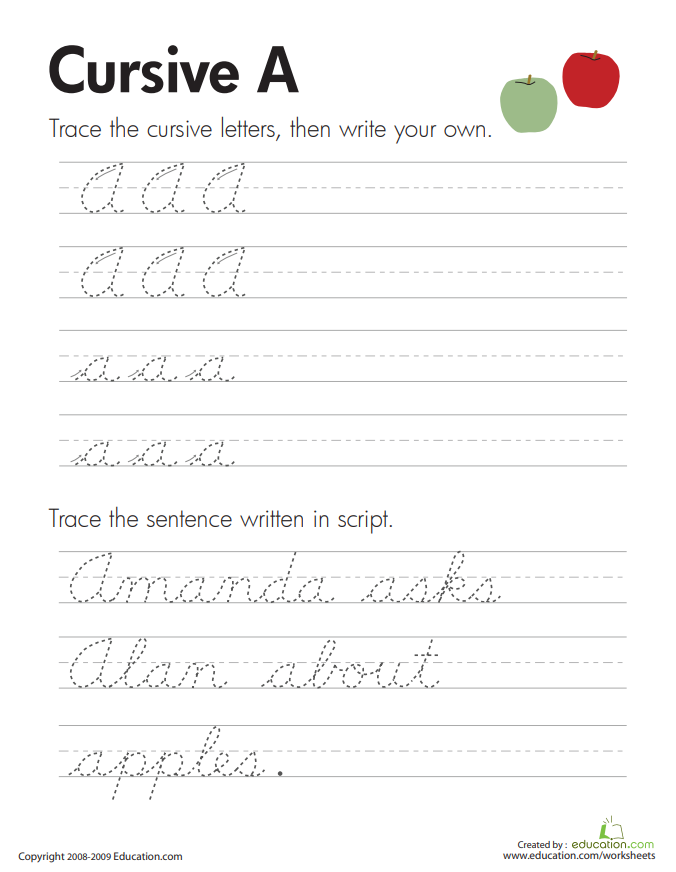 Cursive A
Trace the cursive letters, then write your own.
A A A
A A A
a a a
a a a
Trace the sentence written in script.
Amanda asks
Alan about
apples.
Created by : education.com
Copyright 2008-2009 Education.com
www.education.com/worksheets